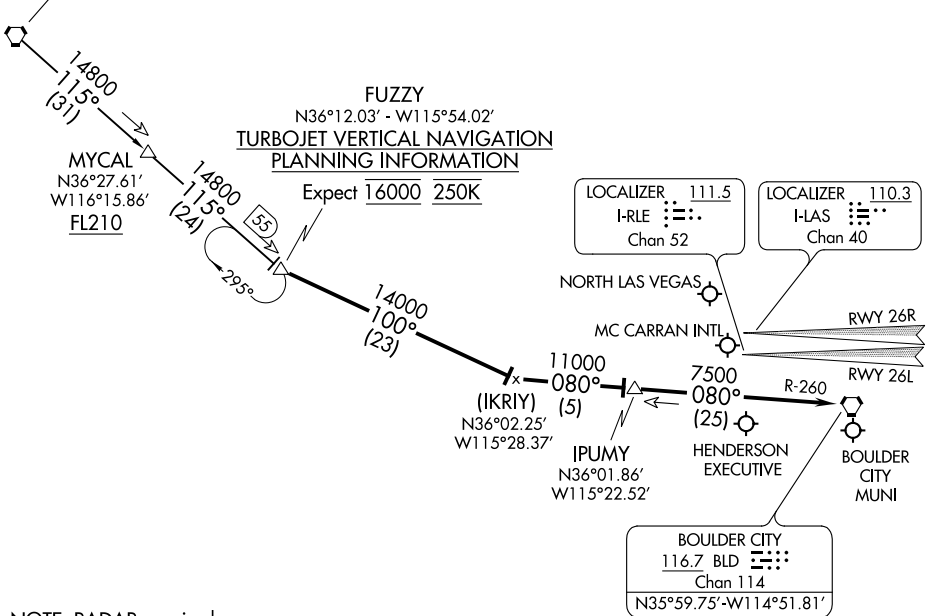 14800
115°
(31)
MYCAL
N36°27.61'
W116°15.86'
FL210
14800
115°
(24)
55
295°
FUZZY
N36°12.03' - W115°54.02'
TURBOJET VERTICAL NAVIGATION
PLANNING INFORMATION
Expect 16000 250K
14000
100°
(23)
(IKRIY)
N36°02.25'
W115°28.37'
11000
080°
(5)
IPUMY
N36°01.86'
W115°22.52'
LOCALIZER 111.5
I-RLE
Chan 52
LOCALIZER 110.3
I-LAS
Chan 40
NORTH LAS VEGAS
MC CARRAN INTL
RWY 26R
RWY 26L
7500
080°
(25)
R-260
HENDERSON
EXECUTIVE
BOULDER
CITY
MUNI
BOULDER CITY
116.7 BLD
Chan 114
N35°59.75'-W114°51.81'